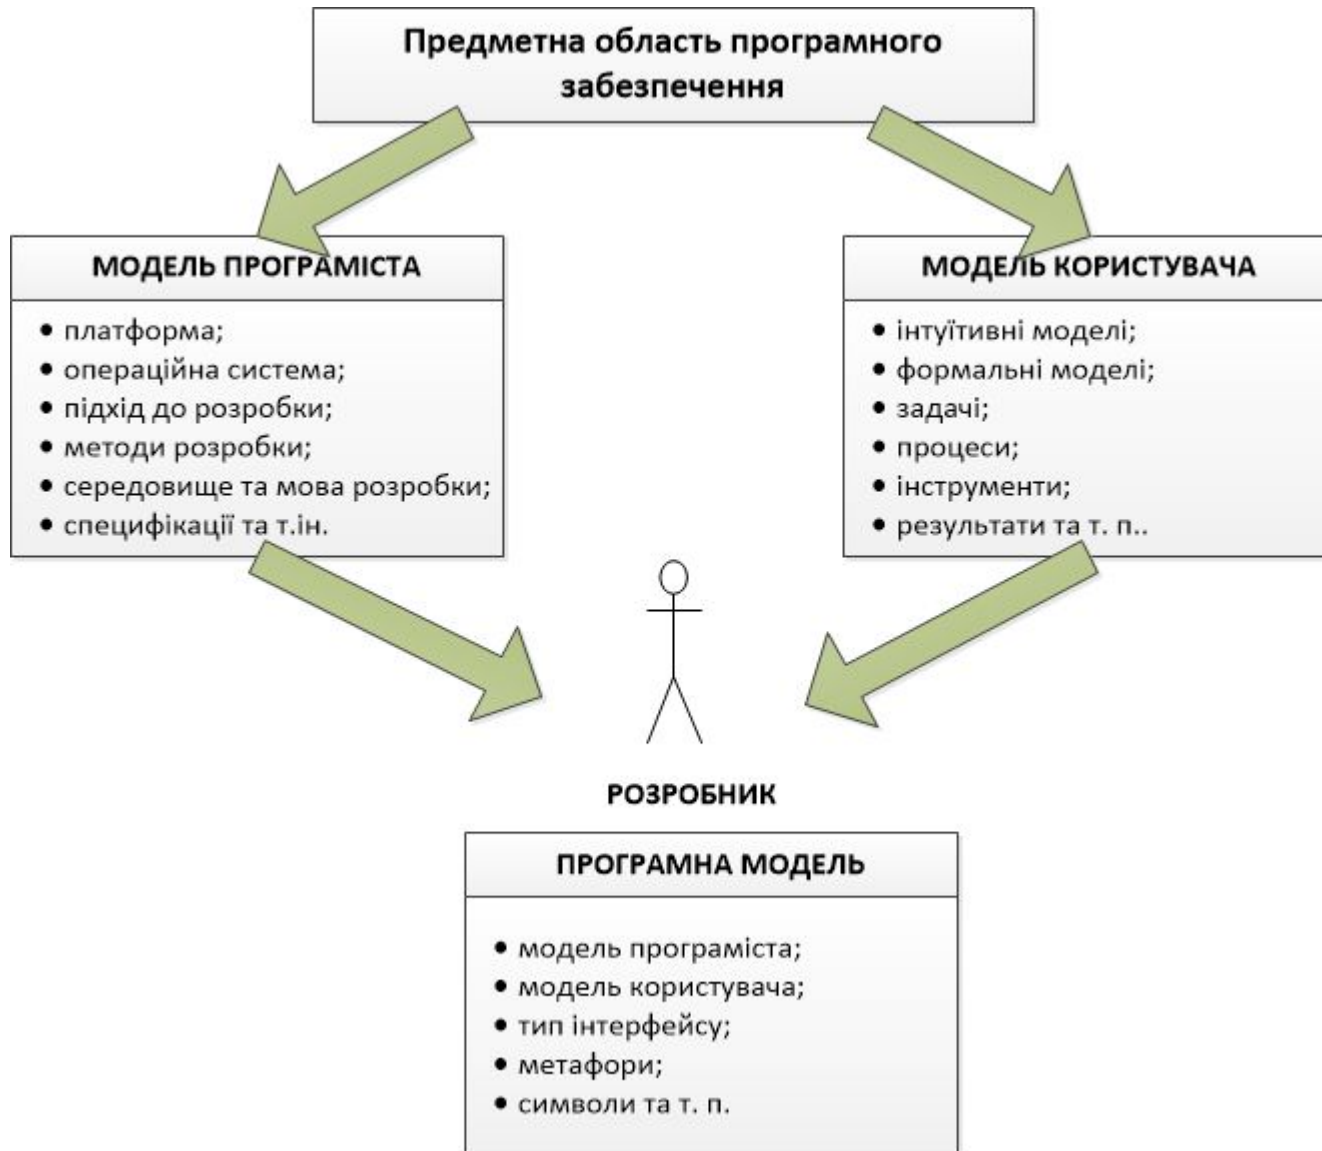 Предметна область програмного
забезпечення
МОДЕЛЬ ПРОГРАМІСТА
• платформа;
• операційна система;
• підхід до розробки;
• методи розробки;
• середовище та мова розробки;
• специфікації та т.ін.
МОДЕЛЬ КОРИСТУВАЧА
• інтуїтивні моделі;
• формальні моделі;
• задачі;
• процеси;
• інструменти;
• результати та т. п..
РОЗРОБНИК
ПРОГРАМНА МОДЕЛЬ
• модель програміста;
• модель користувача;
• тип інтерфейсу;
• метафори;
• символи та т. п.